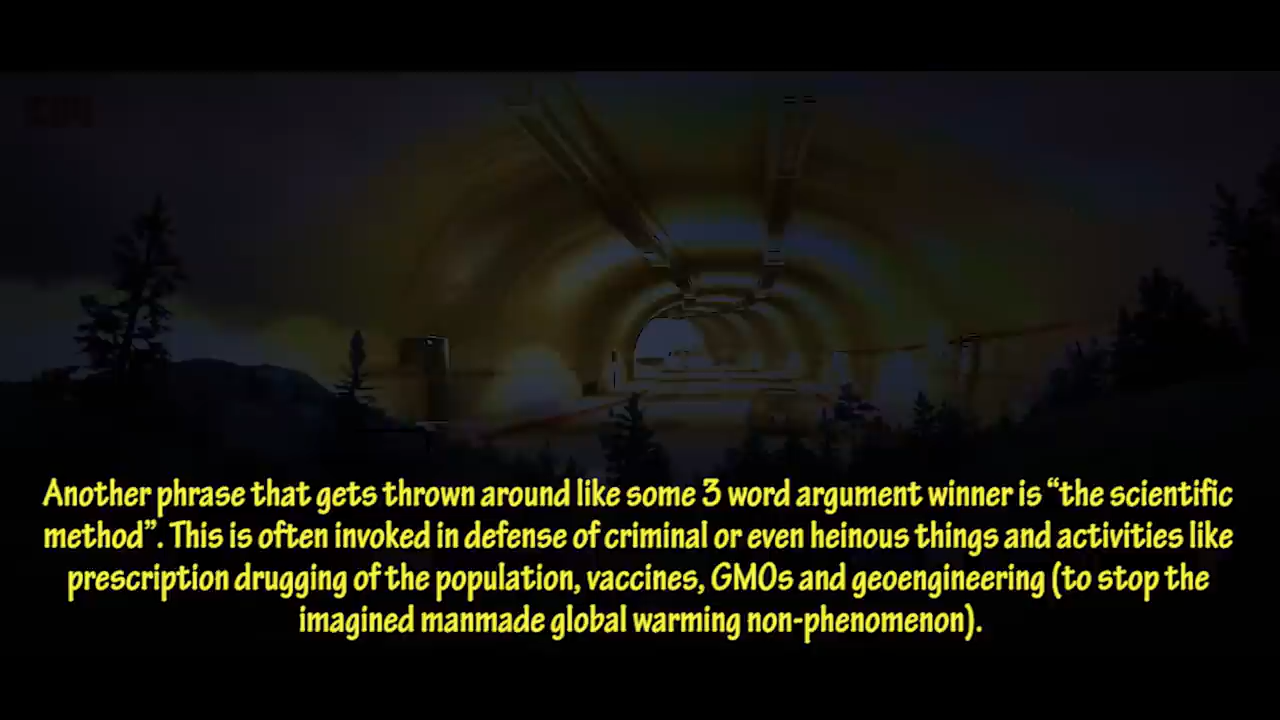 Another phrase that gets thrown around like some 3 word argument winner is “the scientific
method”. This is often invoked in defense of criminal or even heinous things and activities like
prescription drugging of the population, vaccines, GMOs and geoengineering (to stop the
imagined manmade global warming non-phenomenon).